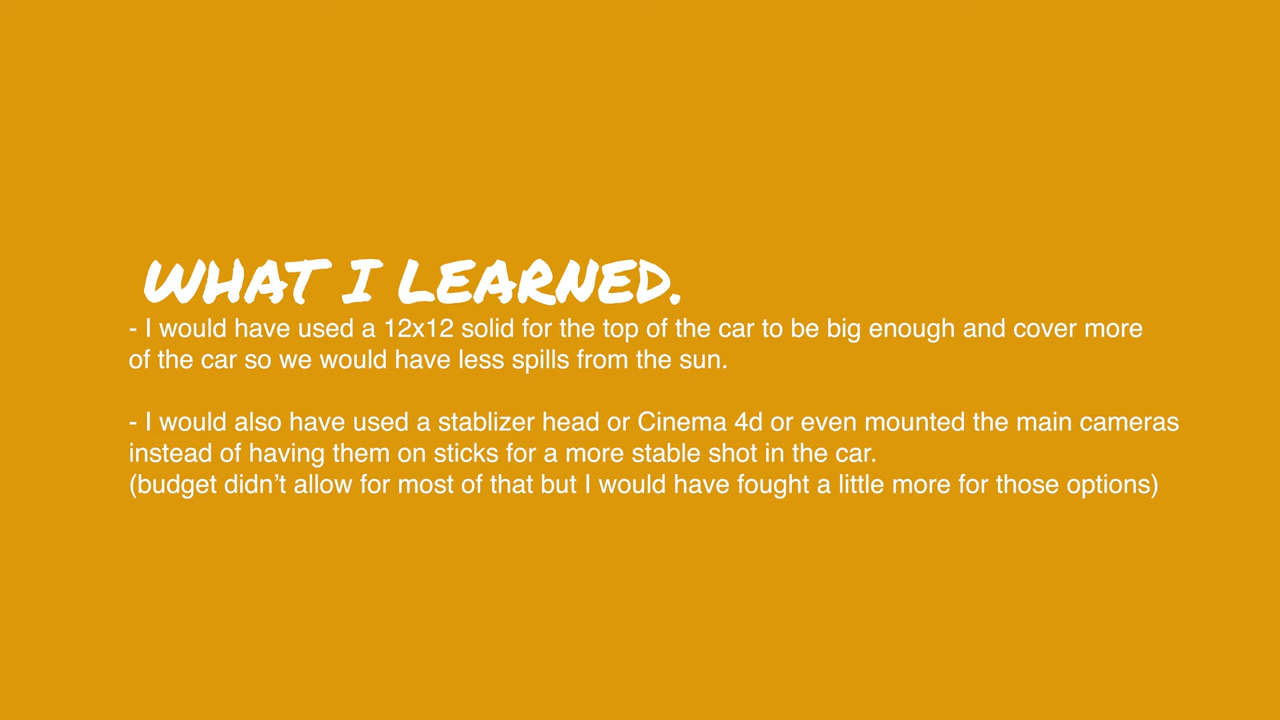 WHAT I LEARNED.
- I would have used a 12x12 solid for the top of the car to be big enough and cover more
of the car so we would have less spills from the sun.
- I would also have used a stablizer head or Cinema 4d or even mounted the main cameras
instead of having them on sticks for a more stable shot in the car.
(budget didn’t allow for most of that but I would have fought a little more for those options)